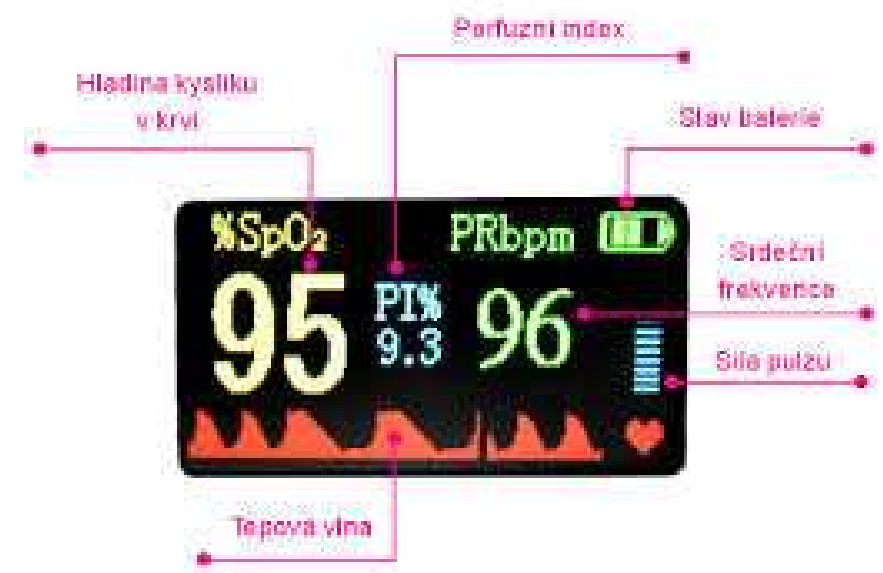 Perfuzní index
Hladina kyslíku
v krvi
Stav baterie
%SpO₂
PRbpm
Srdeční
frekvence
95
PI%
9.3
96
Síla pulzu
Tepová vlna